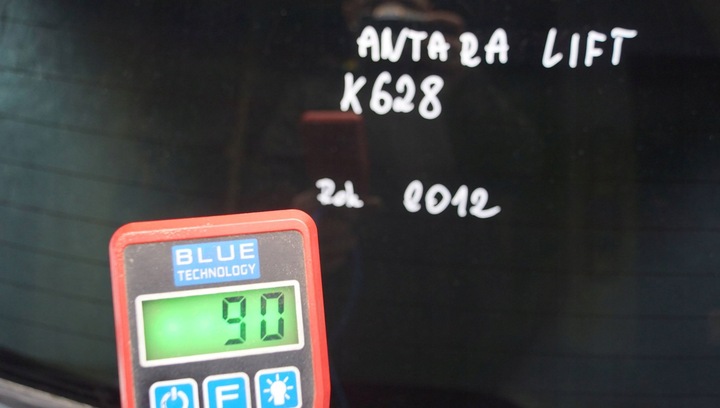 ANTARA LIFT
K628
Rok 2012
BLUE
TECHNOLOGY
90
F